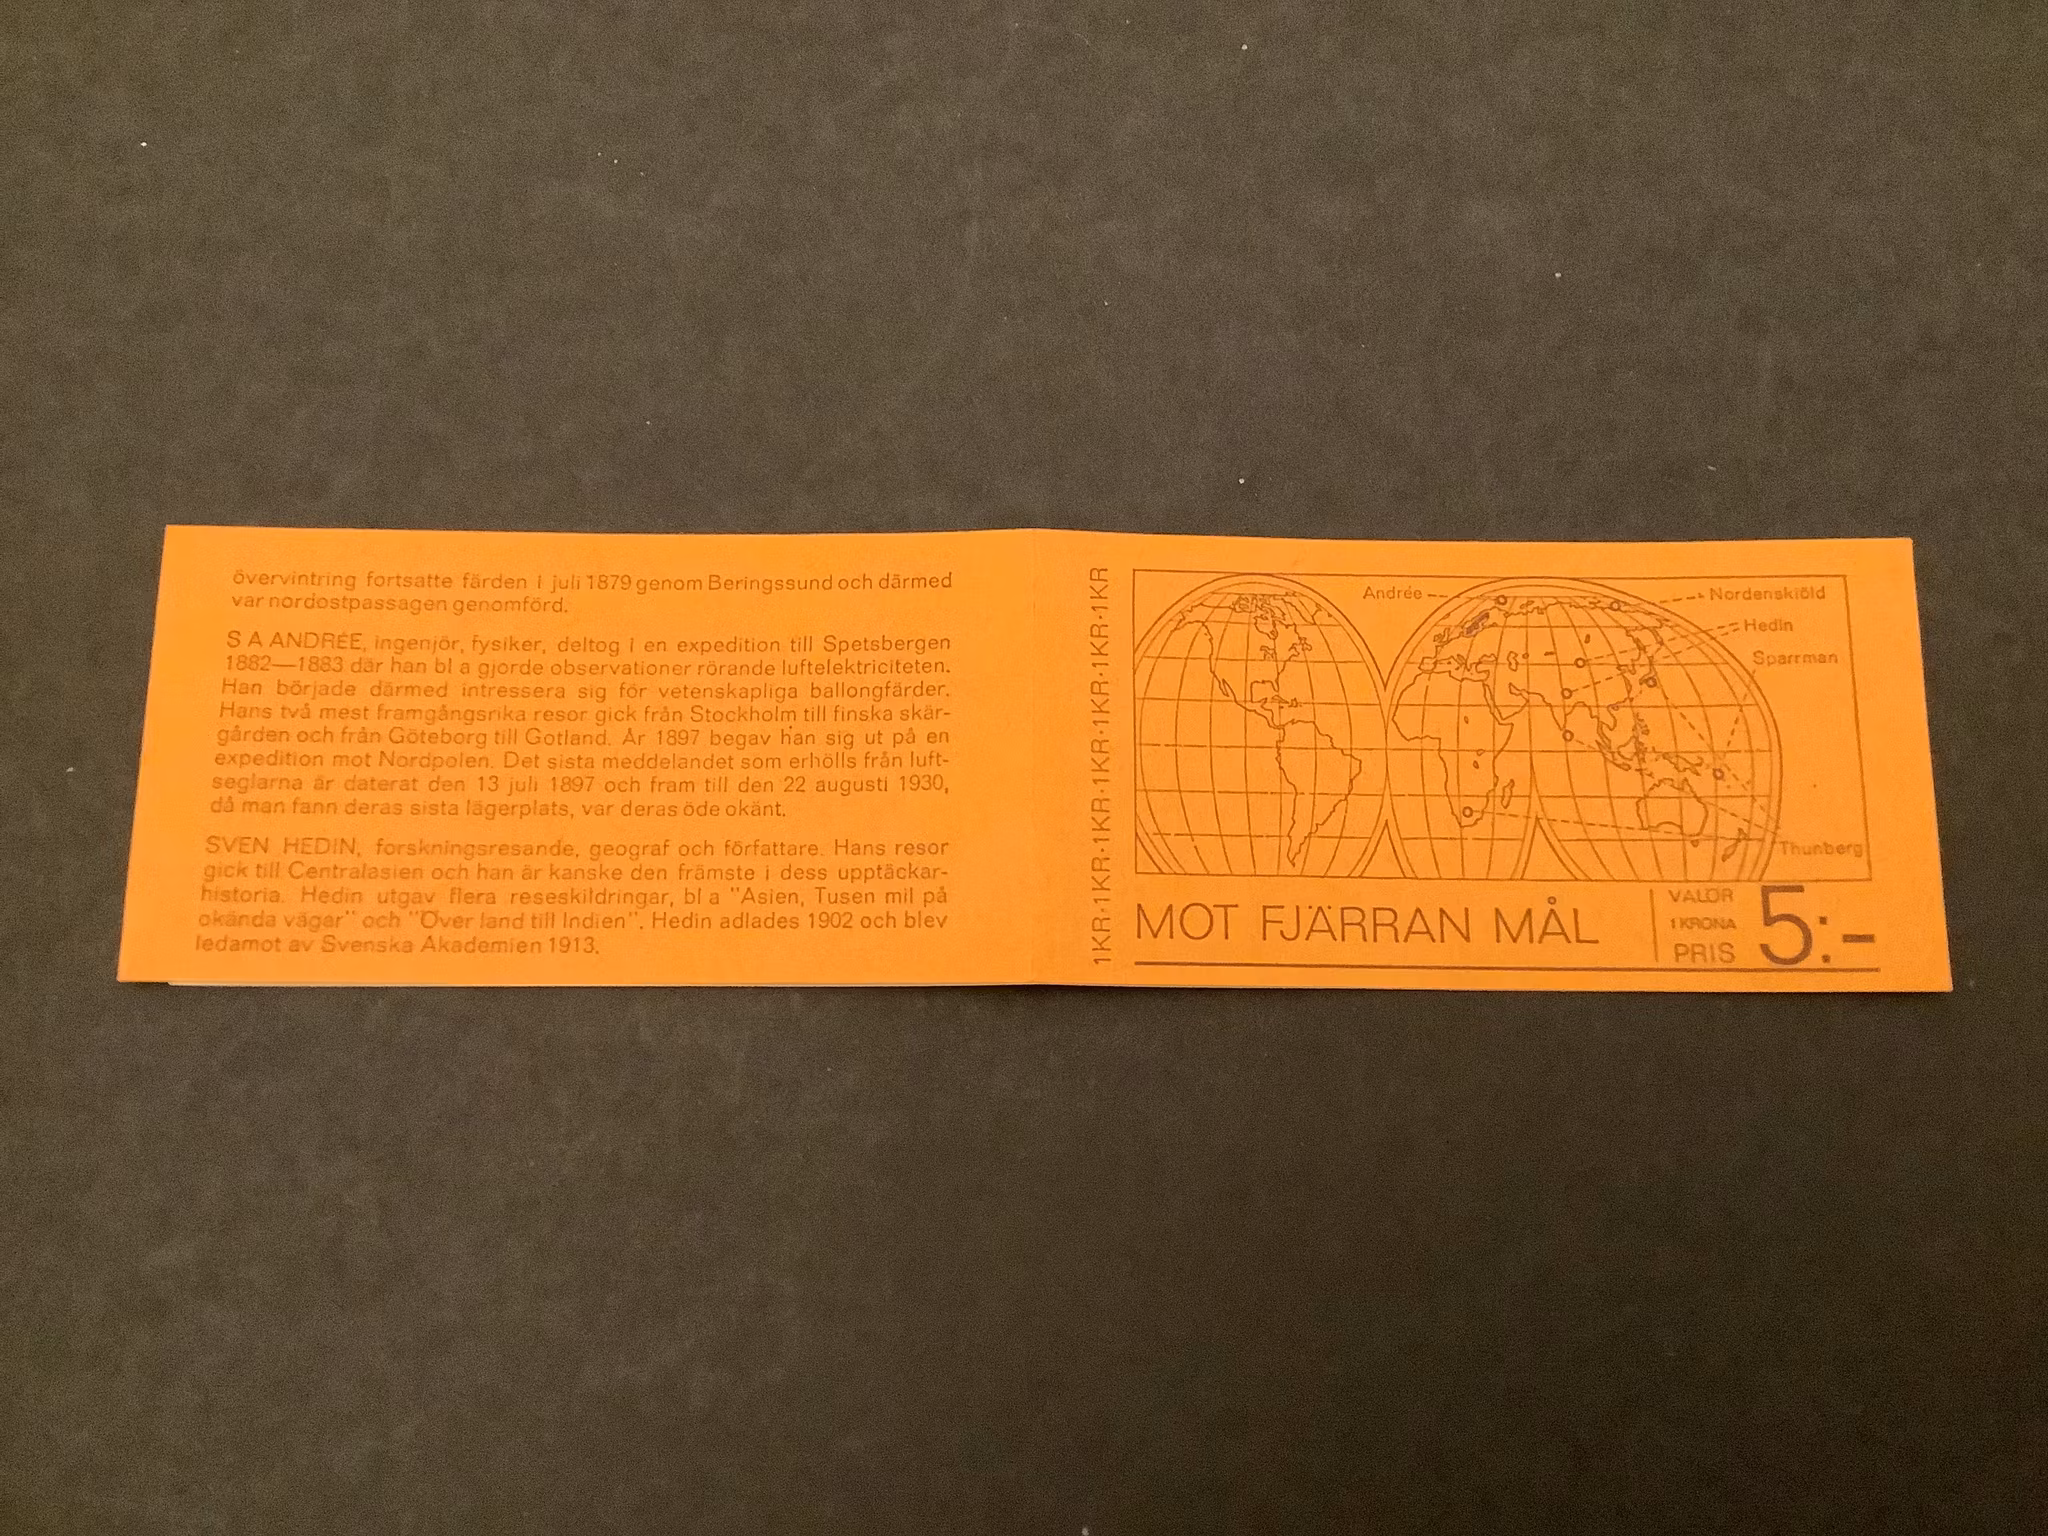 övervintring fortsatte färden i juli 1879 genom Beringssund och därmed
var nordostpassagen genomförd.
S A ANDRÉE, ingenjör, fysiker, deltog i en expedition till Spetsbergen
1882—1883 där han bl a gjorde observationer rörande luftelektriciteten.
Han började därmed intressera sig för vetenskapliga ballongfärder.
Hans två mest framgångsrika resor gick från Stockholm till finska skär-
gården och från Göteborg till Gotland. År 1897 begav han sig ut på en
expedition mot Nordpolen. Det sista meddelandet som erhölls från luft-
seglarna är daterat den 13 juli 1897 och fram till den 22 augusti 1930,
då man fann deras sista lägerplats, var deras öde okänt.
SVEN HEDIN, forskningsresande, geograf och författare. Hans resor
gick till Centralasien och han är kanske den främste i dess upptäckar-
historia. Hedin utgav flera reseskildringar, bl a "Asien, Tusen mil på
okända vägar" och "Över land till Indien". Hedin adlades 1902 och blev
ledamot av Svenska Akademien 1913.
1KR·1KR·1KR·1KR·1KR·1KR·1KR
Andrée
Nordenskiöld
Hedin
Sparrman
Thunberg
MOT FJÄRRAN MÅL
VALÖR
1 KRONA
PRIS
5:-